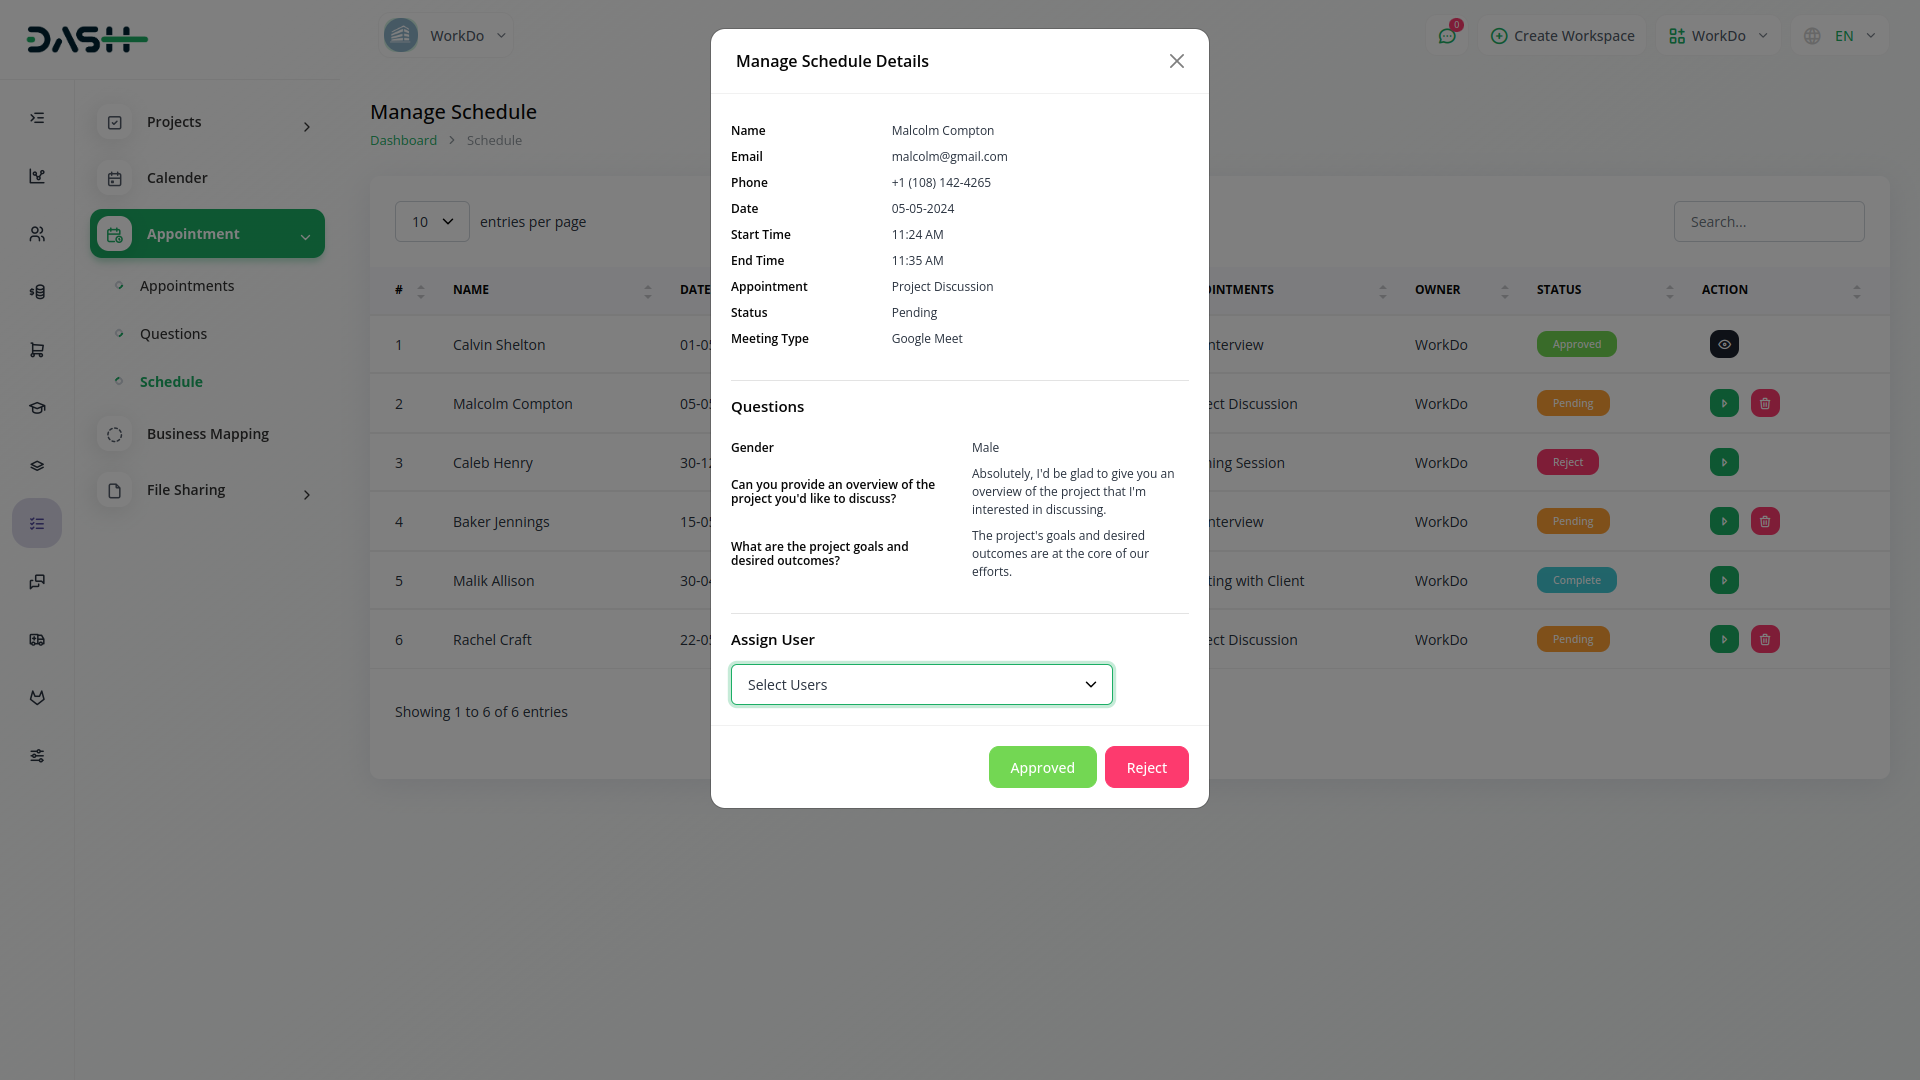 DASH
WorkDo
0
Create Workspace
WorkDo
EN
Projects
Calender
Appointment
Appointments
Questions
Schedule
Business Mapping
File Sharing
Manage Schedule
Dashboard > Schedule
10 entries per page
Search...
# NAME DATE OINTMENTS OWNER STATUS ACTION
1 Calvin Shelton 01-05 nterview WorkDo Approved
2 Malcolm Compton 05-05 ect Discussion WorkDo Pending
3 Caleb Henry 30-12 ning Session WorkDo Reject
4 Baker Jennings 15-05 nterview WorkDo Pending
5 Malik Allison 30-04 ting with Client WorkDo Complete
6 Rachel Craft 22-05 ect Discussion WorkDo Pending
Showing 1 to 6 of 6 entries
Manage Schedule Details
Name Malcolm Compton
Email malcolm@gmail.com
Phone +1 (108) 142-4265
Date 05-05-2024
Start Time 11:24 AM
End Time 11:35 AM
Appointment Project Discussion
Status Pending
Meeting Type Google Meet
Questions
Gender Male
Can you provide an overview of the
project you'd like to discuss?
Absolutely, I'd be glad to give you an
overview of the project that I'm
interested in discussing.
What are the project goals and
desired outcomes?
The project's goals and desired
outcomes are at the core of our
efforts.
Assign User
Select Users
Approved
Reject